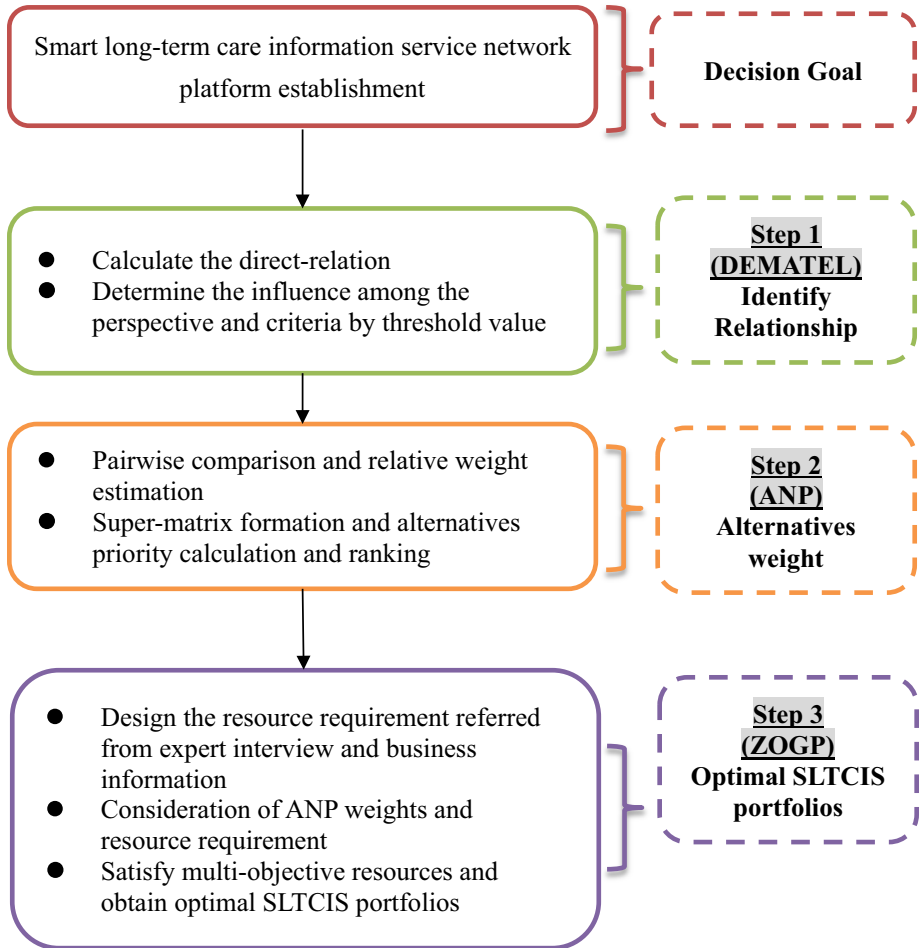 Smart long-term care information service network
platform establishment
Decision Goal
● Calculate the direct-relation
● Determine the influence among the
perspective and criteria by threshold value
Step 1
(DEMATEL)
Identify
Relationship
● Pairwise comparison and relative weight
estimation
● Super-matrix formation and alternatives
priority calculation and ranking
Step 2
(ANP)
Alternatives
weight
● Design the resource requirement referred
from expert interview and business
information
● Consideration of ANP weights and
resource requirement
● Satisfy multi-objective resources and
obtain optimal SLTCIS portfolios
Step 3
(ZOGP)
Optimal SLTCIS
portfolios